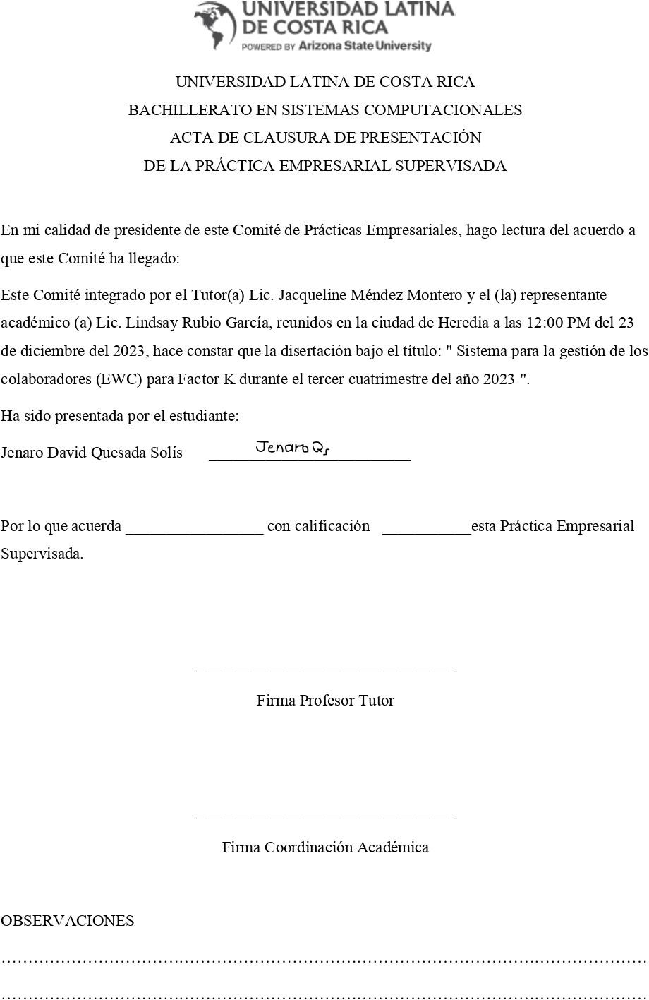 UNIVERSIDAD LATINA
DE COSTA RICA
POWERED BY Arizona State University
UNIVERSIDAD LATINA DE COSTA RICA
BACHILLERATO EN SISTEMAS COMPUTACIONALES
ACTA DE CLAUSURA DE PRESENTACIÓN
DE LA PRÁCTICA EMPRESARIAL SUPERVISADA
En mi calidad de presidente de este Comité de Prácticas Empresariales, hago lectura del acuerdo a
que este Comité ha llegado:
Este Comité integrado por el Tutor(a) Lic. Jacqueline Méndez Montero y el (la) representante
académico (a) Lic. Lindsay Rubio García, reunidos en la ciudad de Heredia a las 12:00 PM del 23
de diciembre del 2023, hace constar que la disertación bajo el título: " Sistema para la gestión de los
colaboradores (EWC) para Factor K durante el tercer cuatrimestre del año 2023 ".
Ha sido presentada por el estudiante:
Jenaro David Quesada Solís Jenaro Qs
Por lo que acuerda _________________ con calificación ___________esta Práctica Empresarial
Supervisada.
Firma Profesor Tutor
Firma Coordinación Académica
OBSERVACIONES